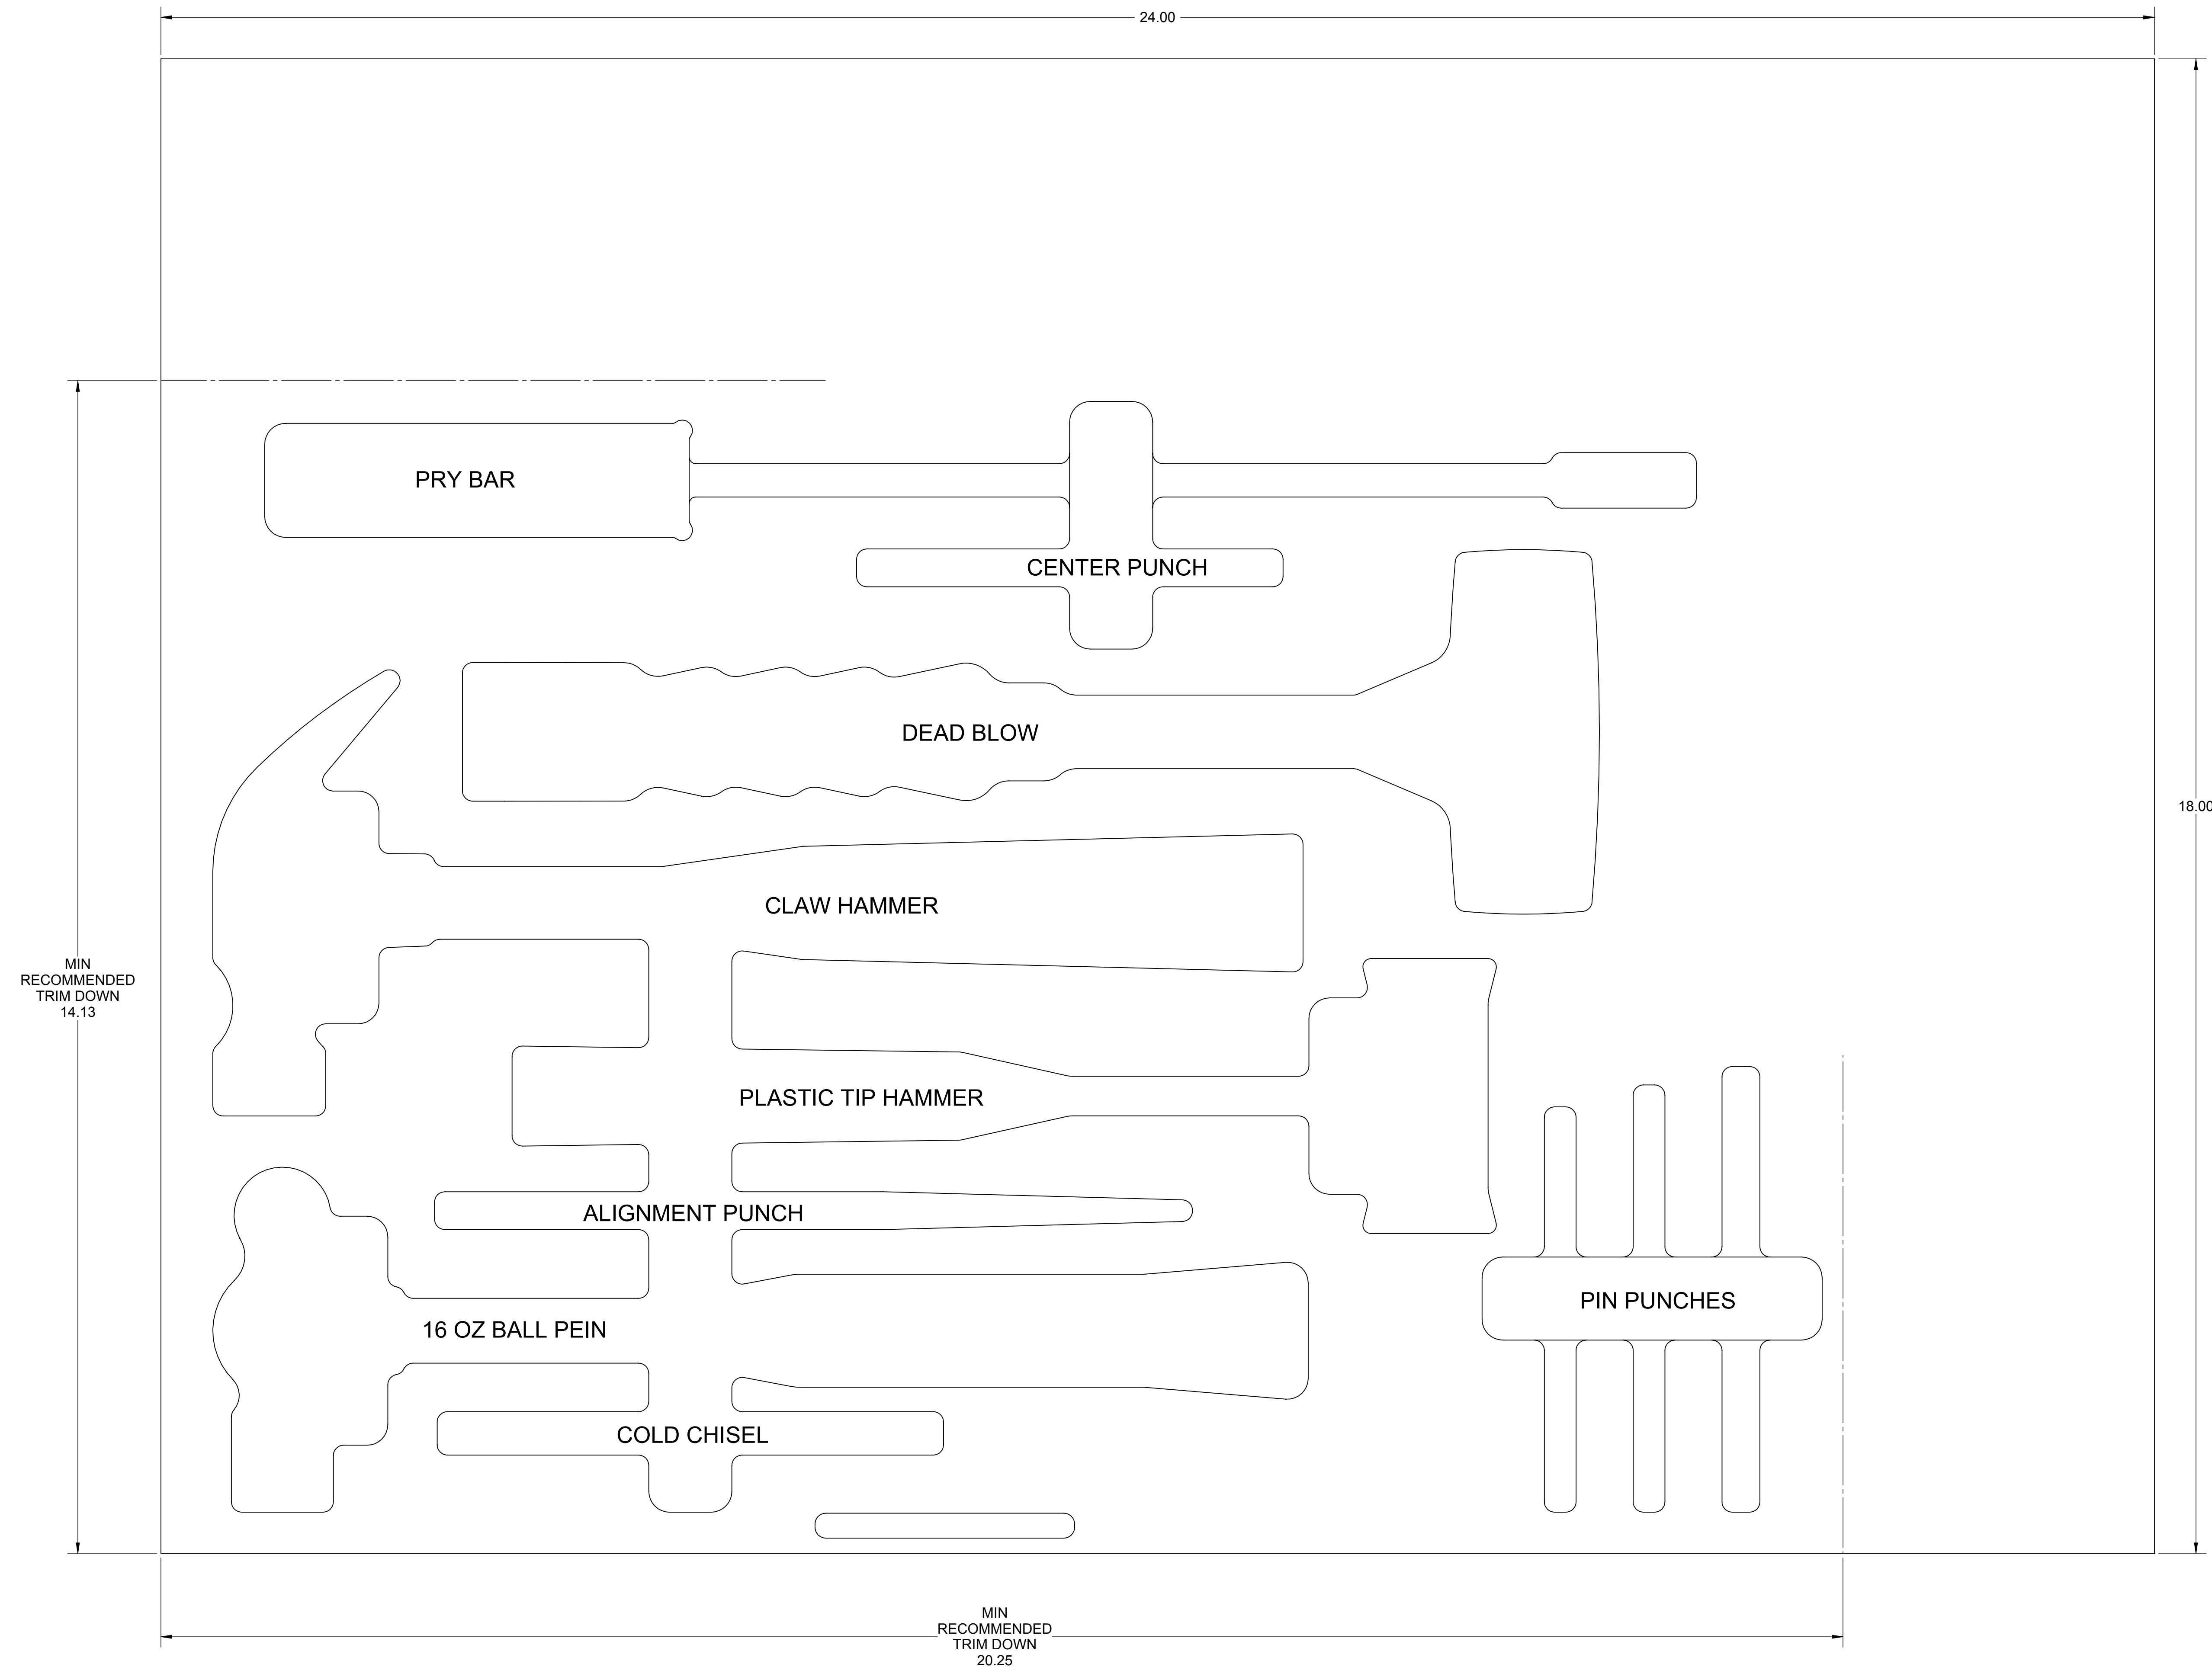 24.00
PRY BAR
CENTER PUNCH
DEAD BLOW
18.00
CLAW HAMMER
MIN
RECOMMENDED
TRIM DOWN
14.13
PLASTIC TIP HAMMER
ALIGNMENT PUNCH
PIN PUNCHES
16 OZ BALL PEIN
COLD CHISEL
MIN
RECOMMENDED
TRIM DOWN
20.25